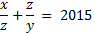 x/z + z/y = 2015